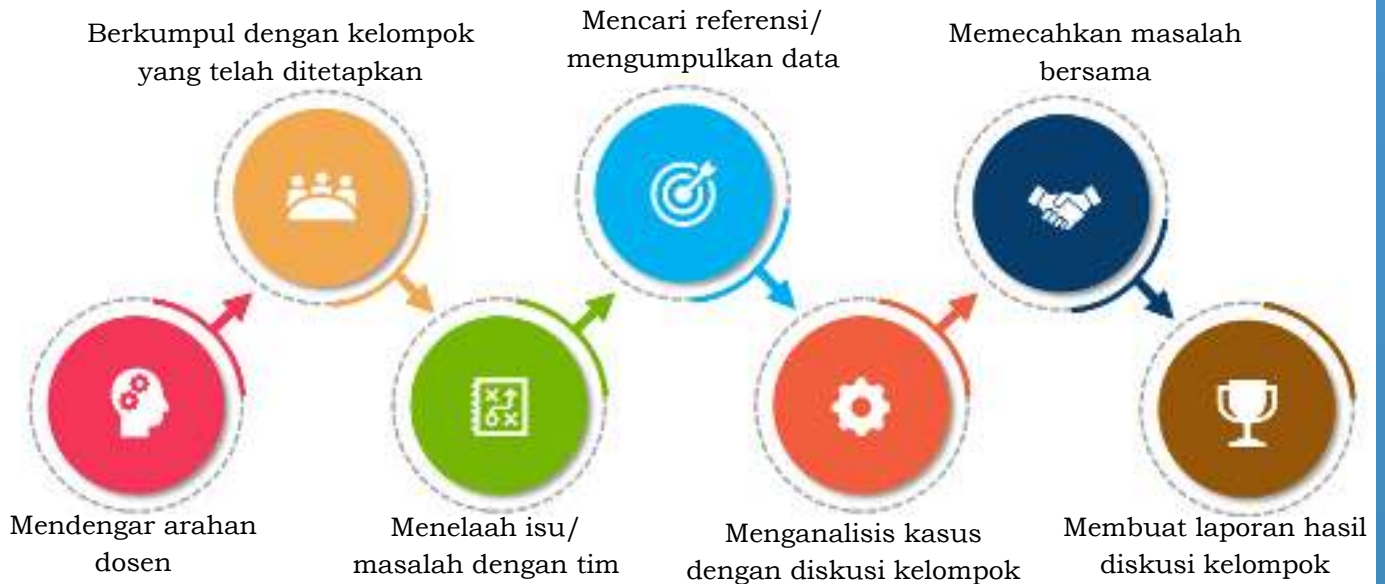 Mendengar arahan
dosen
Berkumpul dengan kelompok
yang telah ditetapkan
Menelaah isu/
masalah dengan tim
Mencari referensi/
mengumpulkan data
Menganalisis kasus
dengan diskusi kelompok
Memecahkan masalah
bersama
Membuat laporan hasil
diskusi kelompok